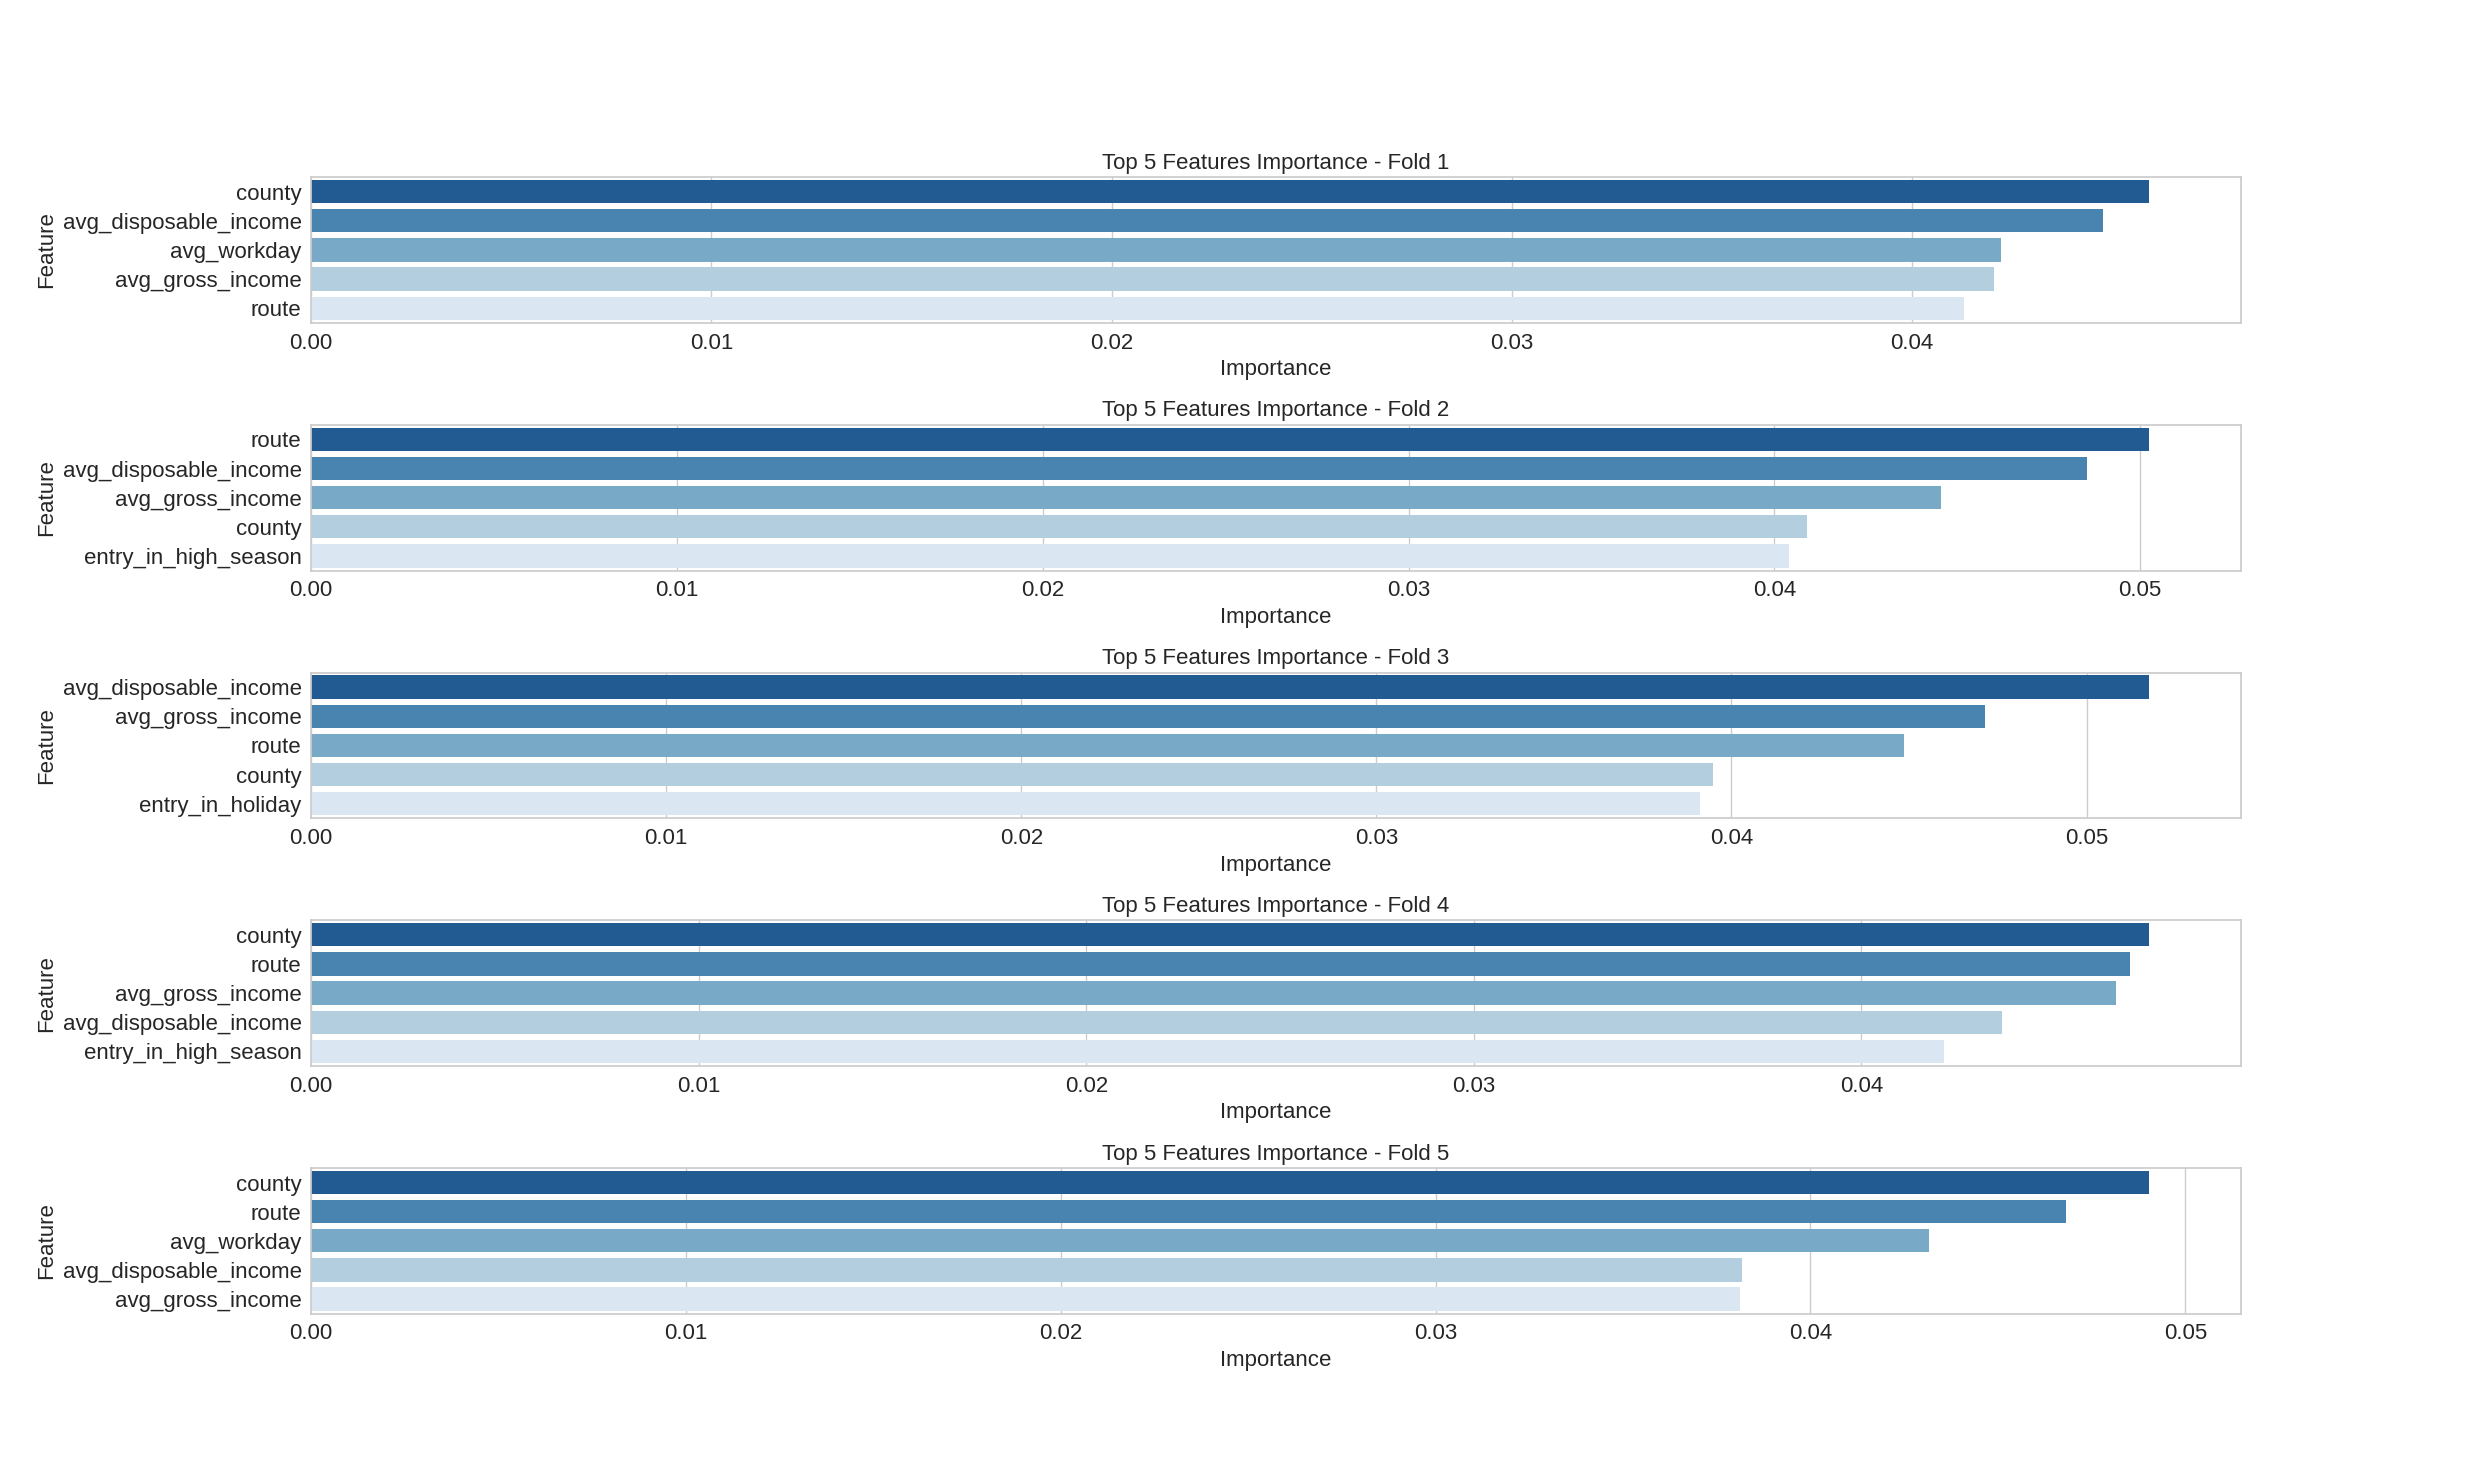 Top 5 Features Importance - Fold 1
Feature
county
avg_disposable_income
avg_workday
avg_gross_income
route
0.00 0.01 0.02 0.03 0.04
Importance
Top 5 Features Importance - Fold 2
Feature
route
avg_disposable_income
avg_gross_income
county
entry_in_high_season
0.00 0.01 0.02 0.03 0.04 0.05
Importance
Top 5 Features Importance - Fold 3
Feature
avg_disposable_income
avg_gross_income
route
county
entry_in_holiday
0.00 0.01 0.02 0.03 0.04 0.05
Importance
Top 5 Features Importance - Fold 4
Feature
county
route
avg_gross_income
avg_disposable_income
entry_in_high_season
0.00 0.01 0.02 0.03 0.04
Importance
Top 5 Features Importance - Fold 5
Feature
county
route
avg_workday
avg_disposable_income
avg_gross_income
0.00 0.01 0.02 0.03 0.04 0.05
Importance